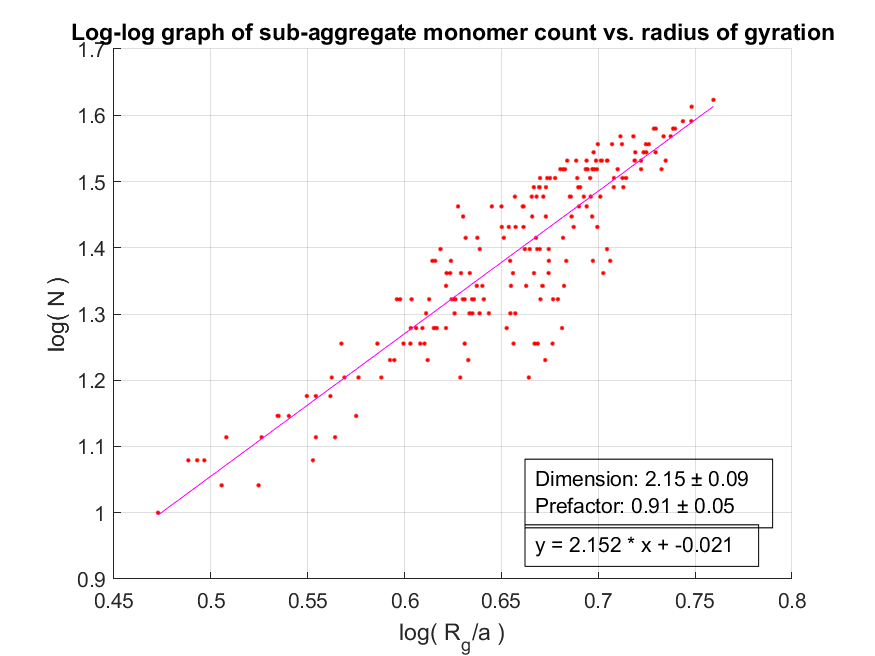 Log-log graph of sub-aggregate monomer count vs. radius of gyration
1.7
1.6
1.5
1.4
1.3
1.2
1.1
1
0.9
log( N )
Dimension: 2.15 ± 0.09
Prefactor: 0.91 ± 0.05
y = 2.152 * x + -0.021
0.45 0.5 0.55 0.6 0.65 0.7 0.75 0.8
log( R_g/a )